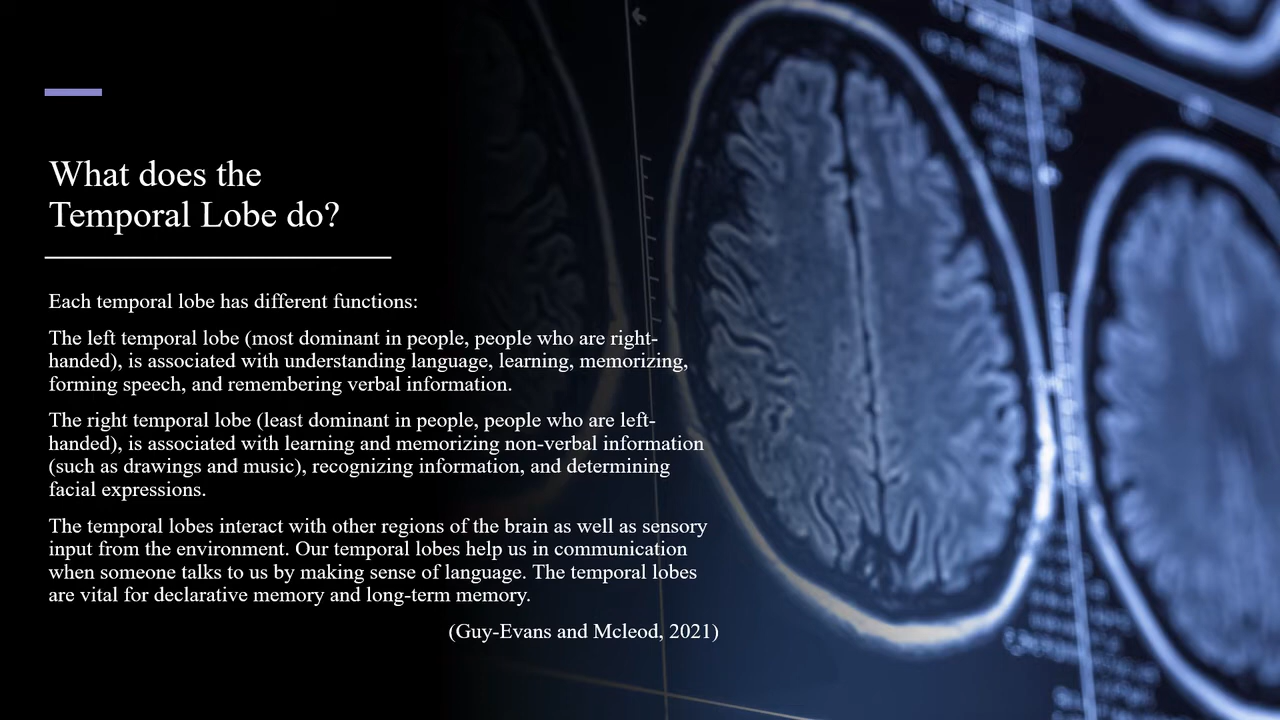 What does the
Temporal Lobe do?
Each temporal lobe has different functions:
The left temporal lobe (most dominant in people, people who are right-
handed), is associated with understanding language, learning, memorizing,
forming speech, and remembering verbal information.
The right temporal lobe (least dominant in people, people who are left-
handed), is associated with learning and memorizing non-verbal information
(such as drawings and music), recognizing information, and determining
facial expressions.
The temporal lobes interact with other regions of the brain as well as sensory
input from the environment. Our temporal lobes help us in communication
when someone talks to us by making sense of language. The temporal lobes
are vital for declarative memory and long-term memory.
(Guy-Evans and Mcleod, 2021)